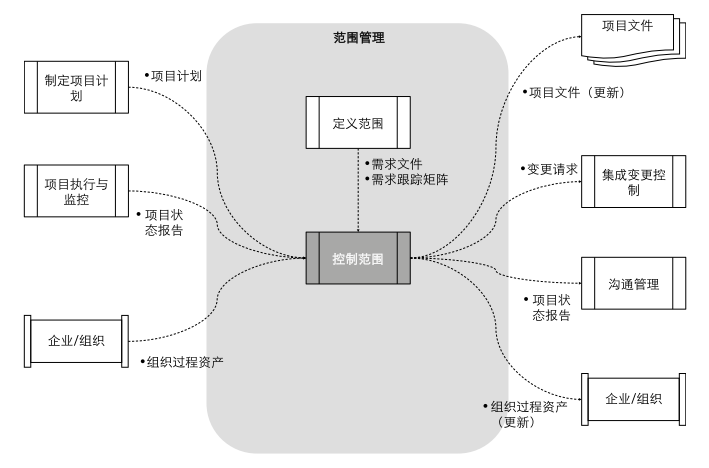 范围管理
项目文件
制定项目计
划
•项目计划
•项目文件（更新）
定义范围
•需求文件
•需求跟踪矩阵
项目执行与
监控
•项目状
态报告
•变更请求
集成变更控
制
控制范围
沟通管理
•项目状
态报告
企业/组织
•组织过程资产
•组织过程资产
（更新）
企业/组织